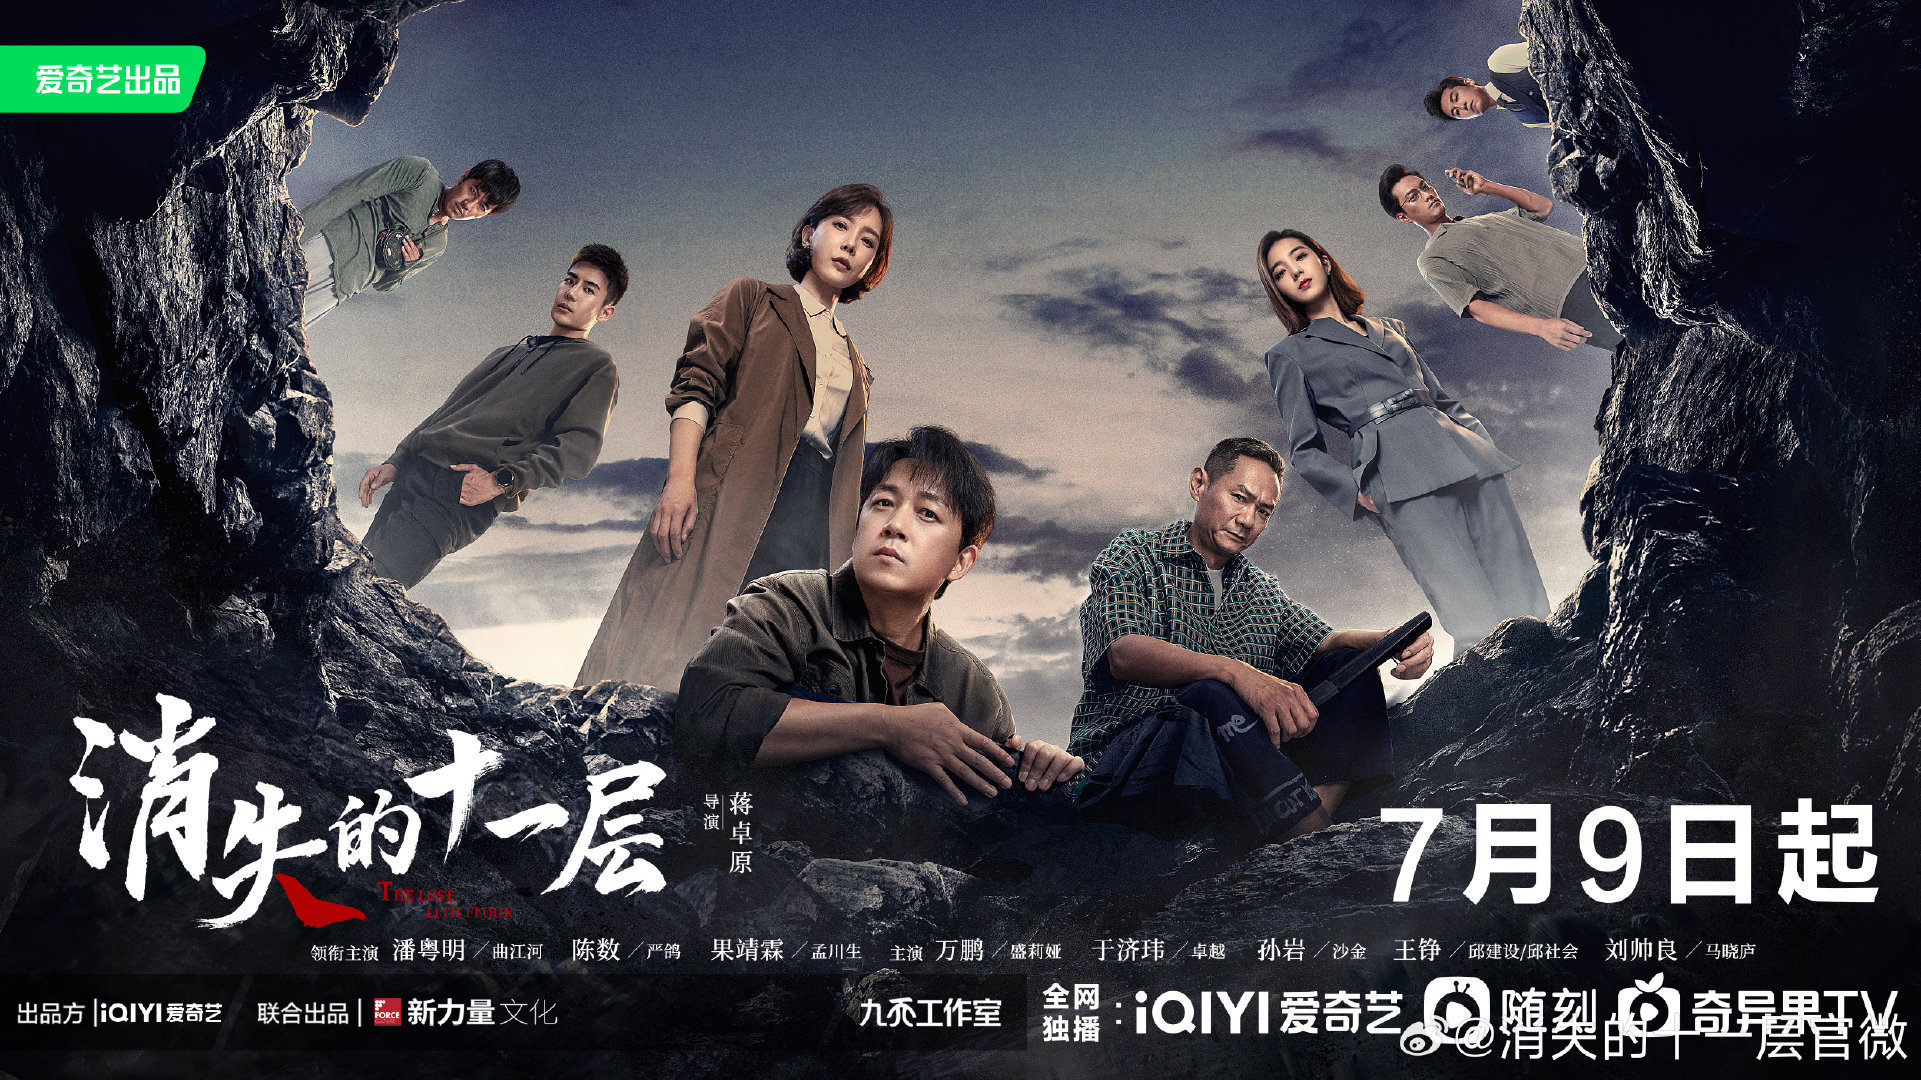 爱奇艺出品
消失的十一层
THE LOST
11TH FLOOR
导演
蒋卓原
7月9日起
领衔主演 潘粤明／曲江河 陈数／严鸽 果靖霖／孟川生 主演 万鹏／盛莉娅 于济玮／卓越 孙岩／沙金 王铮／邱建设/邱社会 刘帅良／马晓庐
出品方|iQIYI爱奇艺 联合出品| FORCE 新力量文化 九天工作室 全网独播：iQIYI爱奇艺 随刻 奇异果TV
@消失的十一层官微